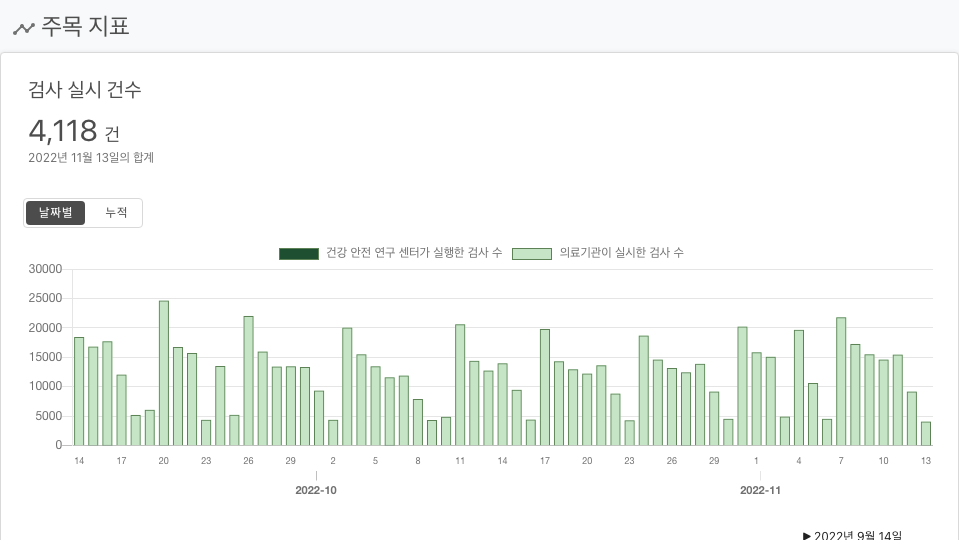 주목 지표
검사 실시 건수
4,118 건
2022년 11월 13일의 합계
날짜별 누적
건강 안전 연구 센터가 실행한 검사 수 의료기관이 실시한 검사 수
30000
25000
20000
15000
10000
5000
0
14 17 20 23 26 29 2 5 8 11 14 17 20 23 26 29 1 4 7 10 13
2022-10 2022-11
▶ 2022년 9월 14일